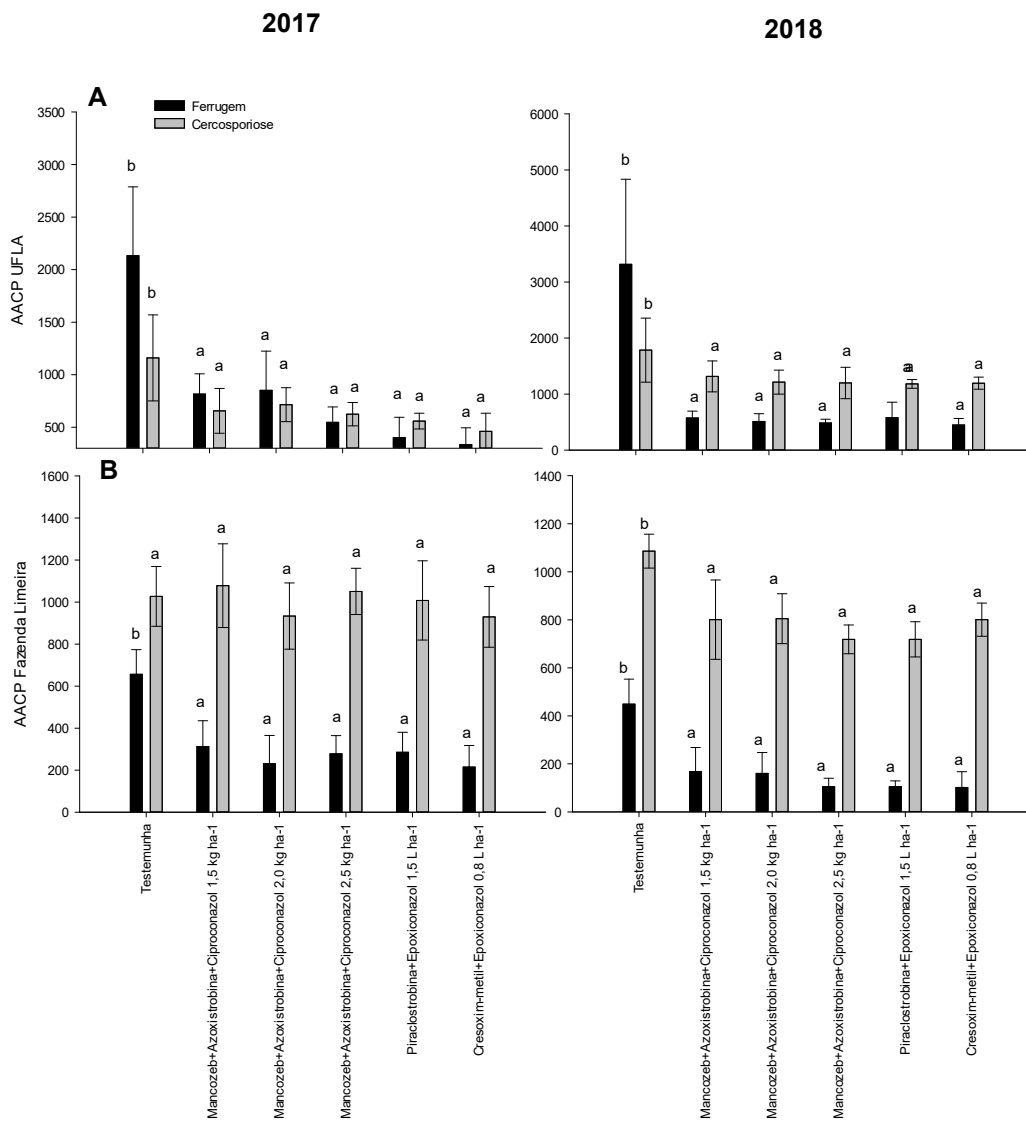 2017
2018
A
Ferrugem
Cercosporiose
AACP UFLA
3500
3000
2500
2000
1500
1000
500
b
b
a
a
a
a
a
a
a
a
a
a
6000
5000
4000
3000
2000
1000
0
b
b
a
a
a
a
a
a
a
a
a
a
B
AACP Fazenda Limeira
1600
1400
1200
1000
800
600
400
200
0
b
a
a
a
a
a
a
a
a
a
a
a
1400
1200
1000
800
600
400
200
0
b
b
a
a
a
a
a
a
a
a
a
a
Testemunha
Mancozeb+Azoxistrobina+Ciproconazol 1,5 kg ha-1
Mancozeb+Azoxistrobina+Ciproconazol 2,0 kg ha-1
Mancozeb+Azoxistrobina+Ciproconazol 2,5 kg ha-1
Piraclostrobina+Epoxiconazol 1,5 L ha-1
Cresoxim-metil+Epoxiconazol 0,8 L ha-1
Testemunha
Mancozeb+Azoxistrobina+Ciproconazol 1,5 kg ha-1
Mancozeb+Azoxistrobina+Ciproconazol 2,0 kg ha-1
Mancozeb+Azoxistrobina+Ciproconazol 2,5 kg ha-1
Piraclostrobina+Epoxiconazol 1,5 L ha-1
Cresoxim-metil+Epoxiconazol 0,8 L ha-1